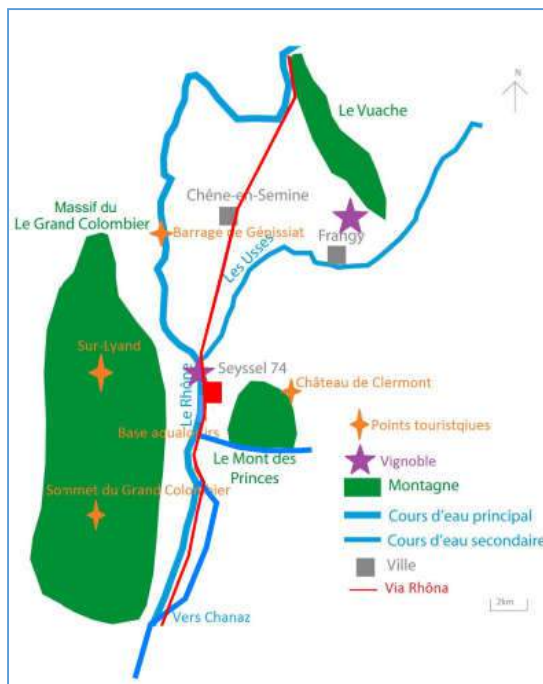 N
Le Vuache
Chêne-en-Semine
Massif du
Le Grand Colombier
Barrage de Génissiat
Frangy
Les Usses
Sur-Lyand
Seyssel 74
Château de Clermont
Le Rhône
Base aqualoisirs
Le Mont des
Princes
Sommet du Grand Colombier
Vers Chanaz
Points touristqiues
Vignoble
Montagne
Cours d'eau principal
Cours d'eau secondaire
Ville
Via Rhôna
2km